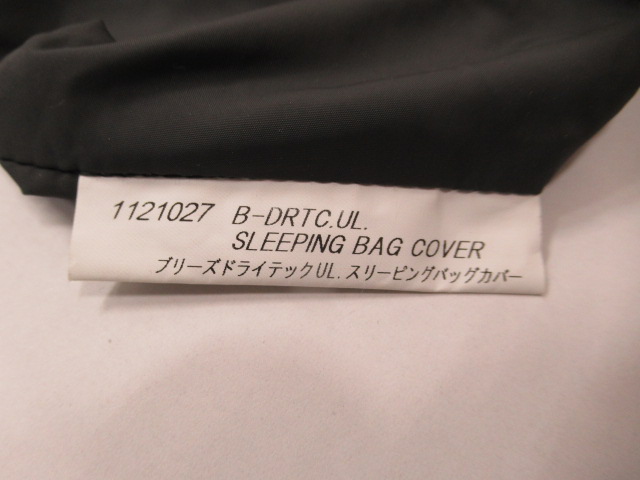 1121027 B-DRTC.UL.
SLEEPING BAG COVER
ブリーズドライテックUL.スリーピングバッグカバー